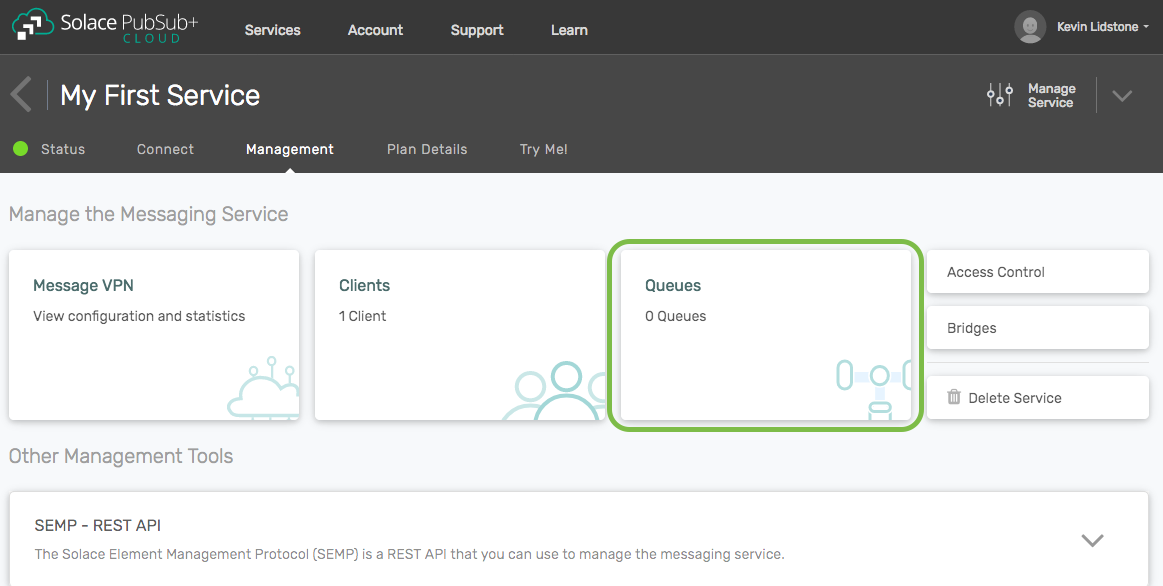 Solace PubSub+
CLOUD
Services
Account
Support
Learn
Kevin Lidstone
My First Service
Manage
Service
Status
Connect
Management
Plan Details
Try Me!
Manage the Messaging Service
Message VPN
View configuration and statistics
Clients
1 Client
Queues
0 Queues
Access Control
Bridges
Delete Service
Other Management Tools
SEMP - REST API
The Solace Element Management Protocol (SEMP) is a REST API that you can use to manage the messaging service.